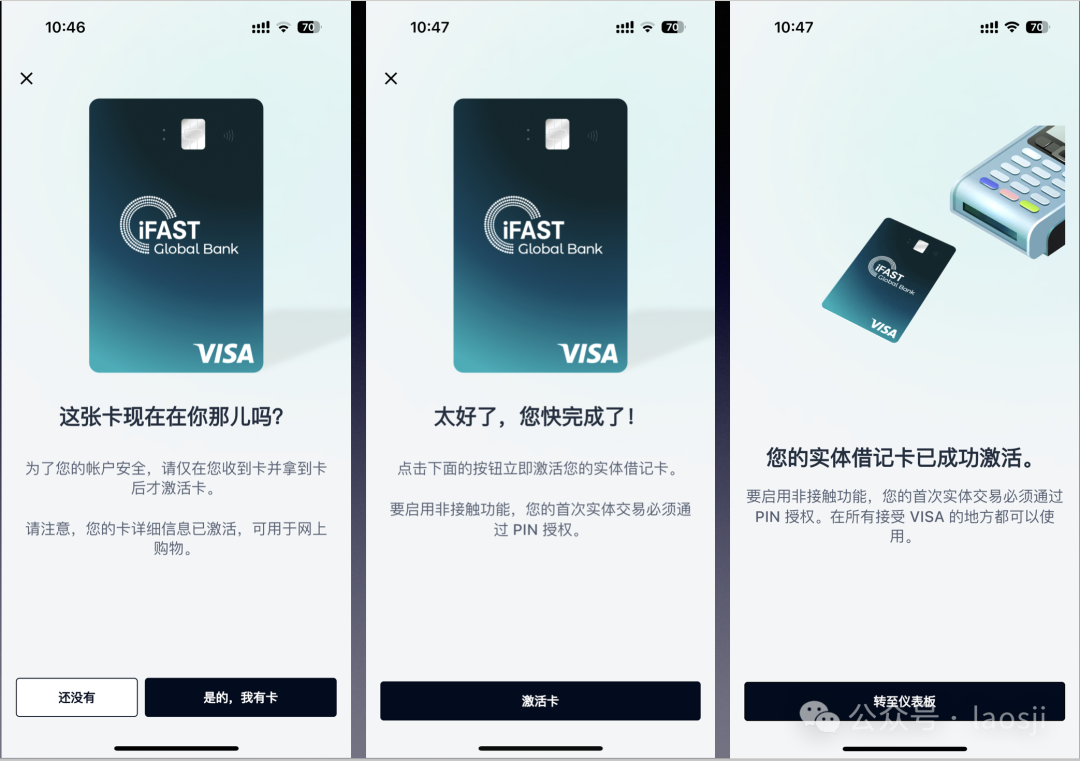 10:46
70
iFAST
Global Bank
VISA
这张卡现在在你那儿吗?
为了您的帐户安全，请仅在您收到卡并拿到卡
后才激活卡。
请注意，您的卡详细信息已激活，可用于网上
购物。
还没有
是的，我有卡
10:47
70
iFAST
Global Bank
VISA
太好了，您快完成了!
点击下面的按钮立即激活您的实体借记卡。
要启用非接触功能，您的首次实体交易必须通
过 PIN 授权。
激活卡
10:47
70
iFAST
Global Bank
VISA
您的实体借记卡已成功激活。
要启用非接触功能，您的首次实体交易必须通过
PIN 授权。在所有接受 VISA 的地方都可以使
用。
转至仪表板
公众号 · laosji